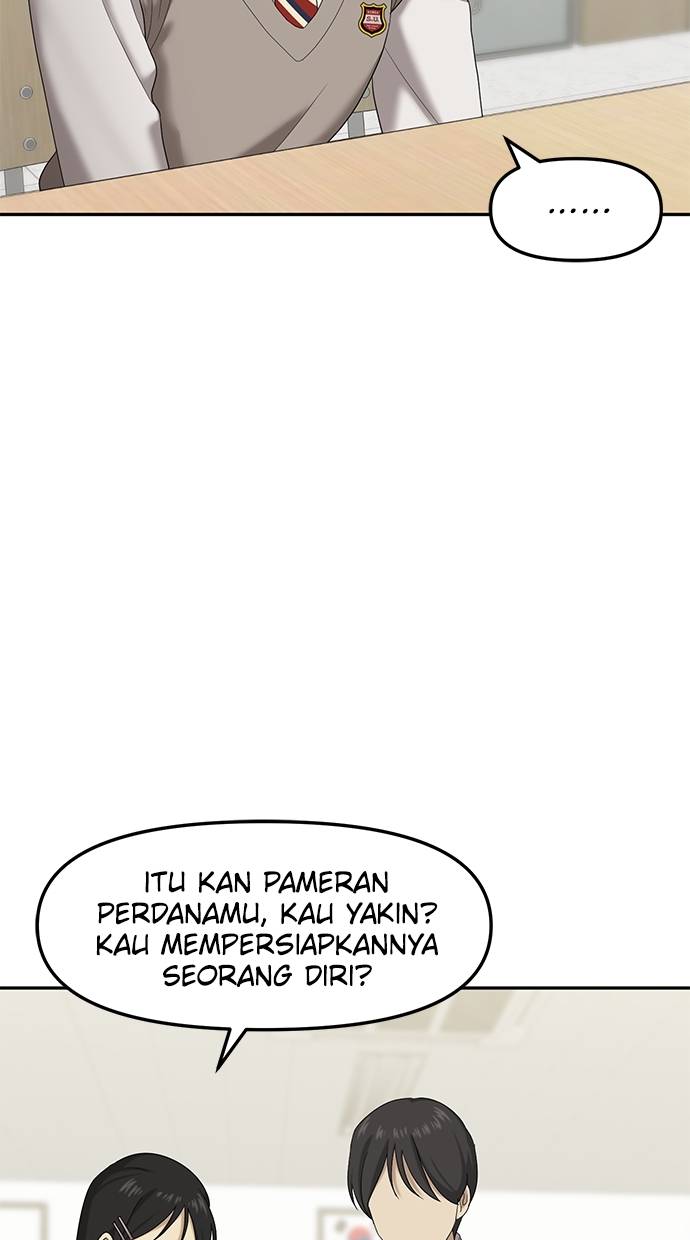 S.U.
......
ITU KAN PAMERAN
PERDANAMU, KAU YAKIN?
KAU MEMPERSIAPKANNYA
SEORANG DIRI?